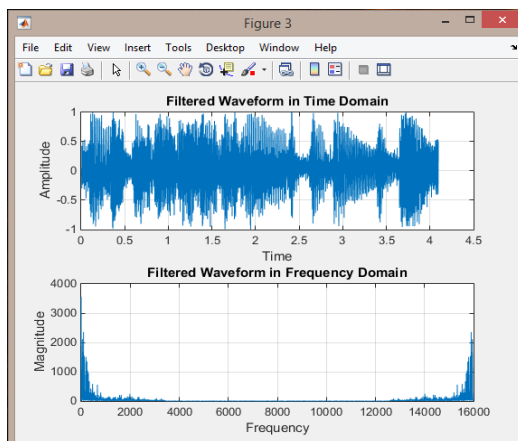 Figure 3
File Edit View Insert Tools Desktop Window Help
Filtered Waveform in Time Domain
1
0.5
0
-0.5
-1
Amplitude
0 0.5 1 1.5 2 2.5 3 3.5 4 4.5
Time
Filtered Waveform in Frequency Domain
4000
3000
2000
1000
0
Magnitude
0 2000 4000 6000 8000 10000 12000 14000 16000
Frequency